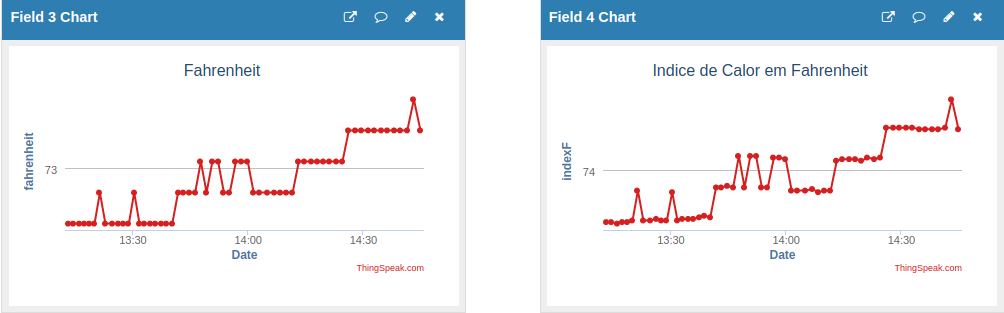 Field 3 Chart
Fahrenheit
fahrenheit
73
13:30
14:00
14:30
Date
ThingSpeak.com
Field 4 Chart
Indice de Calor em Fahrenheit
indexF
74
13:30
14:00
14:30
Date
ThingSpeak.com